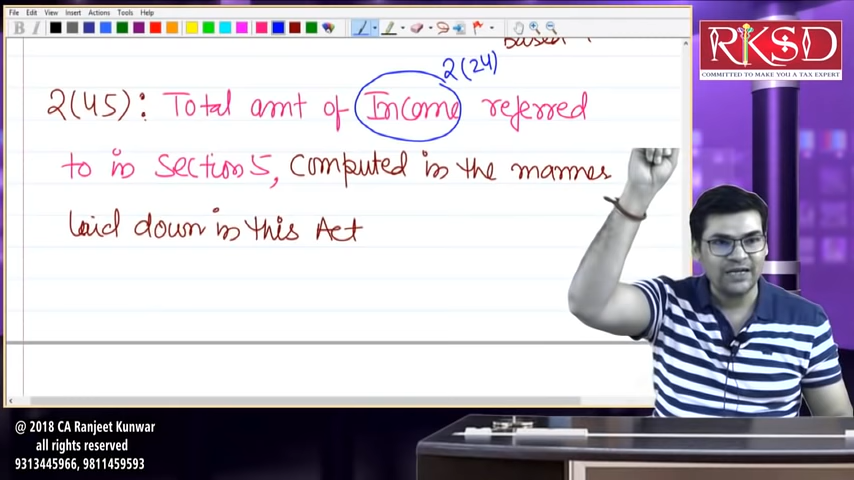 File Edit View Insert Actions Tools Help
B I
RKSD
COMMITTED TO MAKE YOU A TAX EXPERT
Based
2(24)
2(45): Total amt of Income referred
to in Section 5, computed in the manner
laid down in this Act
@ 2018 CA Ranjeet Kunwar
all rights reserved
9313445966, 9811459593